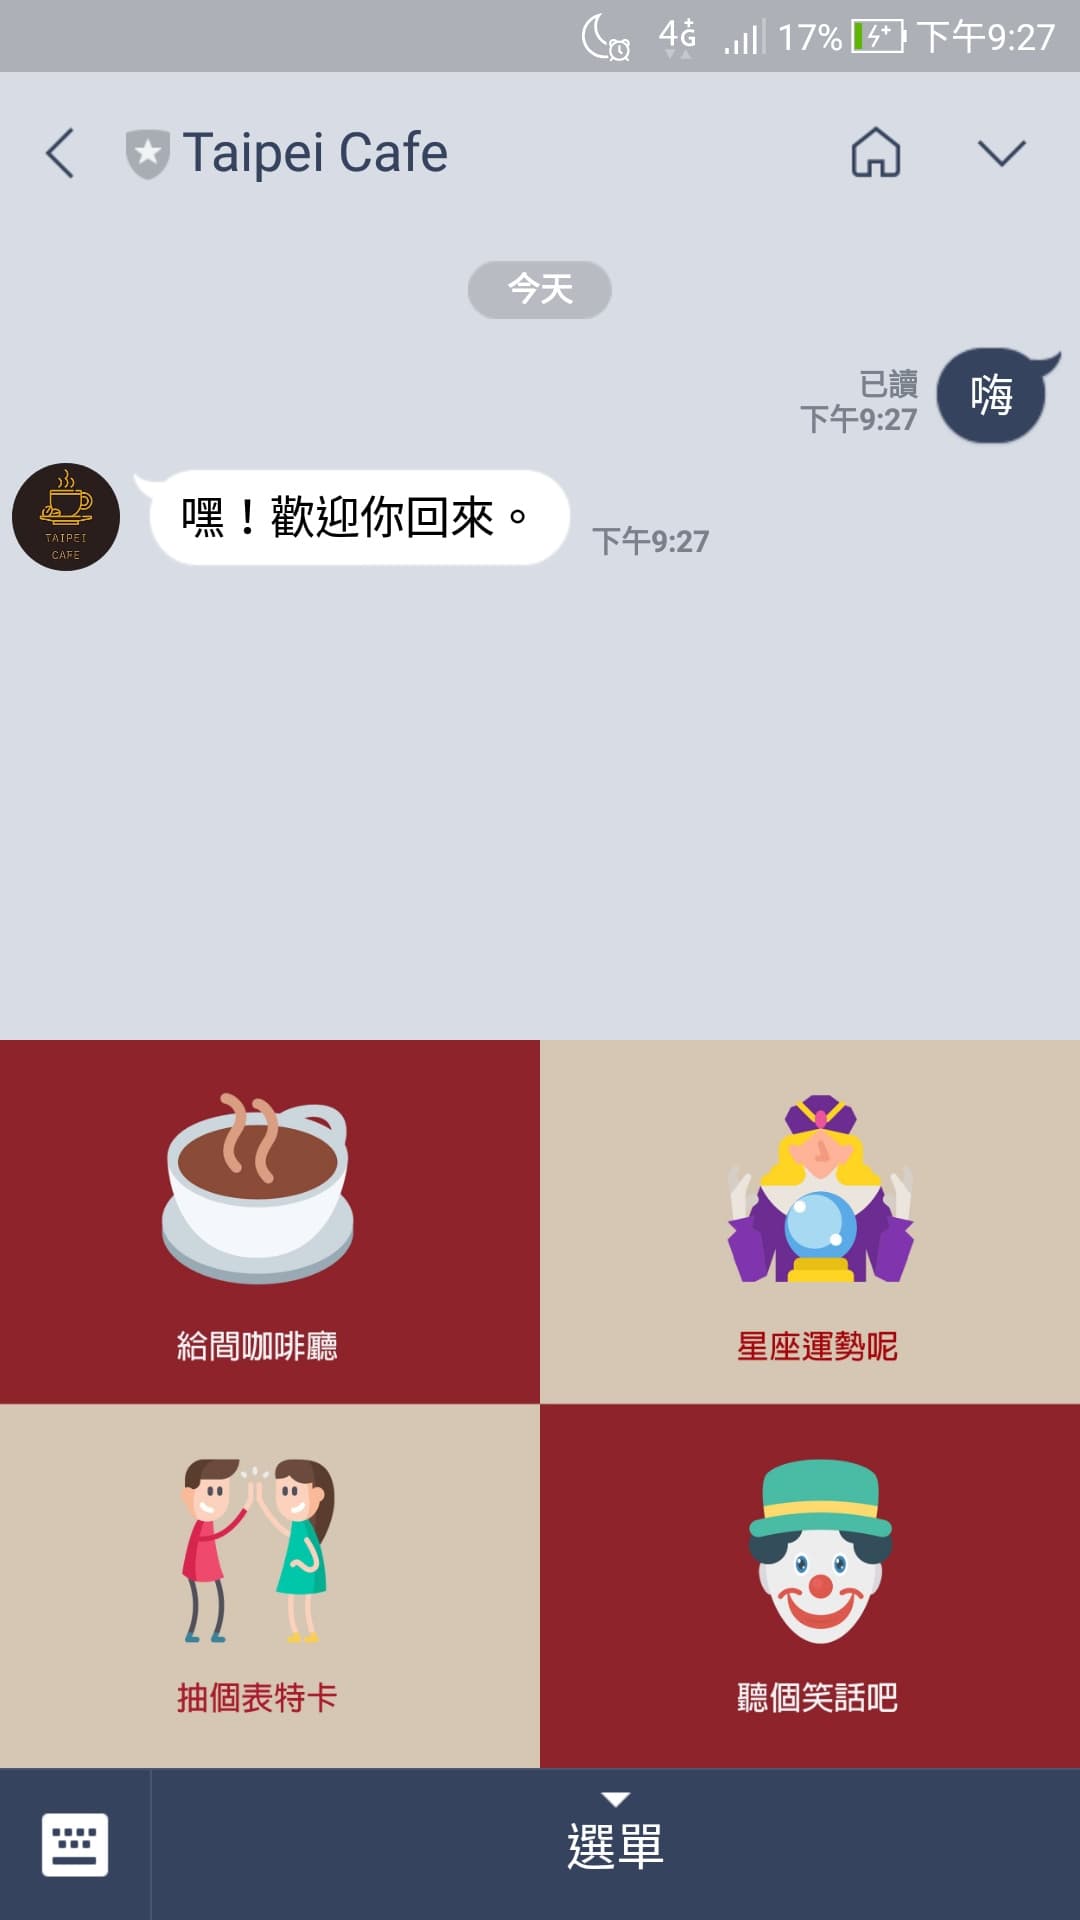 4G+ 17% 下午9:27
Taipei Cafe
今天
已讀
下午9:27
嗨
TAIPEI
CAFE
嘿！歡迎你回來。
下午9:27
給間咖啡廳
星座運勢呢
抽個表特卡
聽個笑話吧
選單